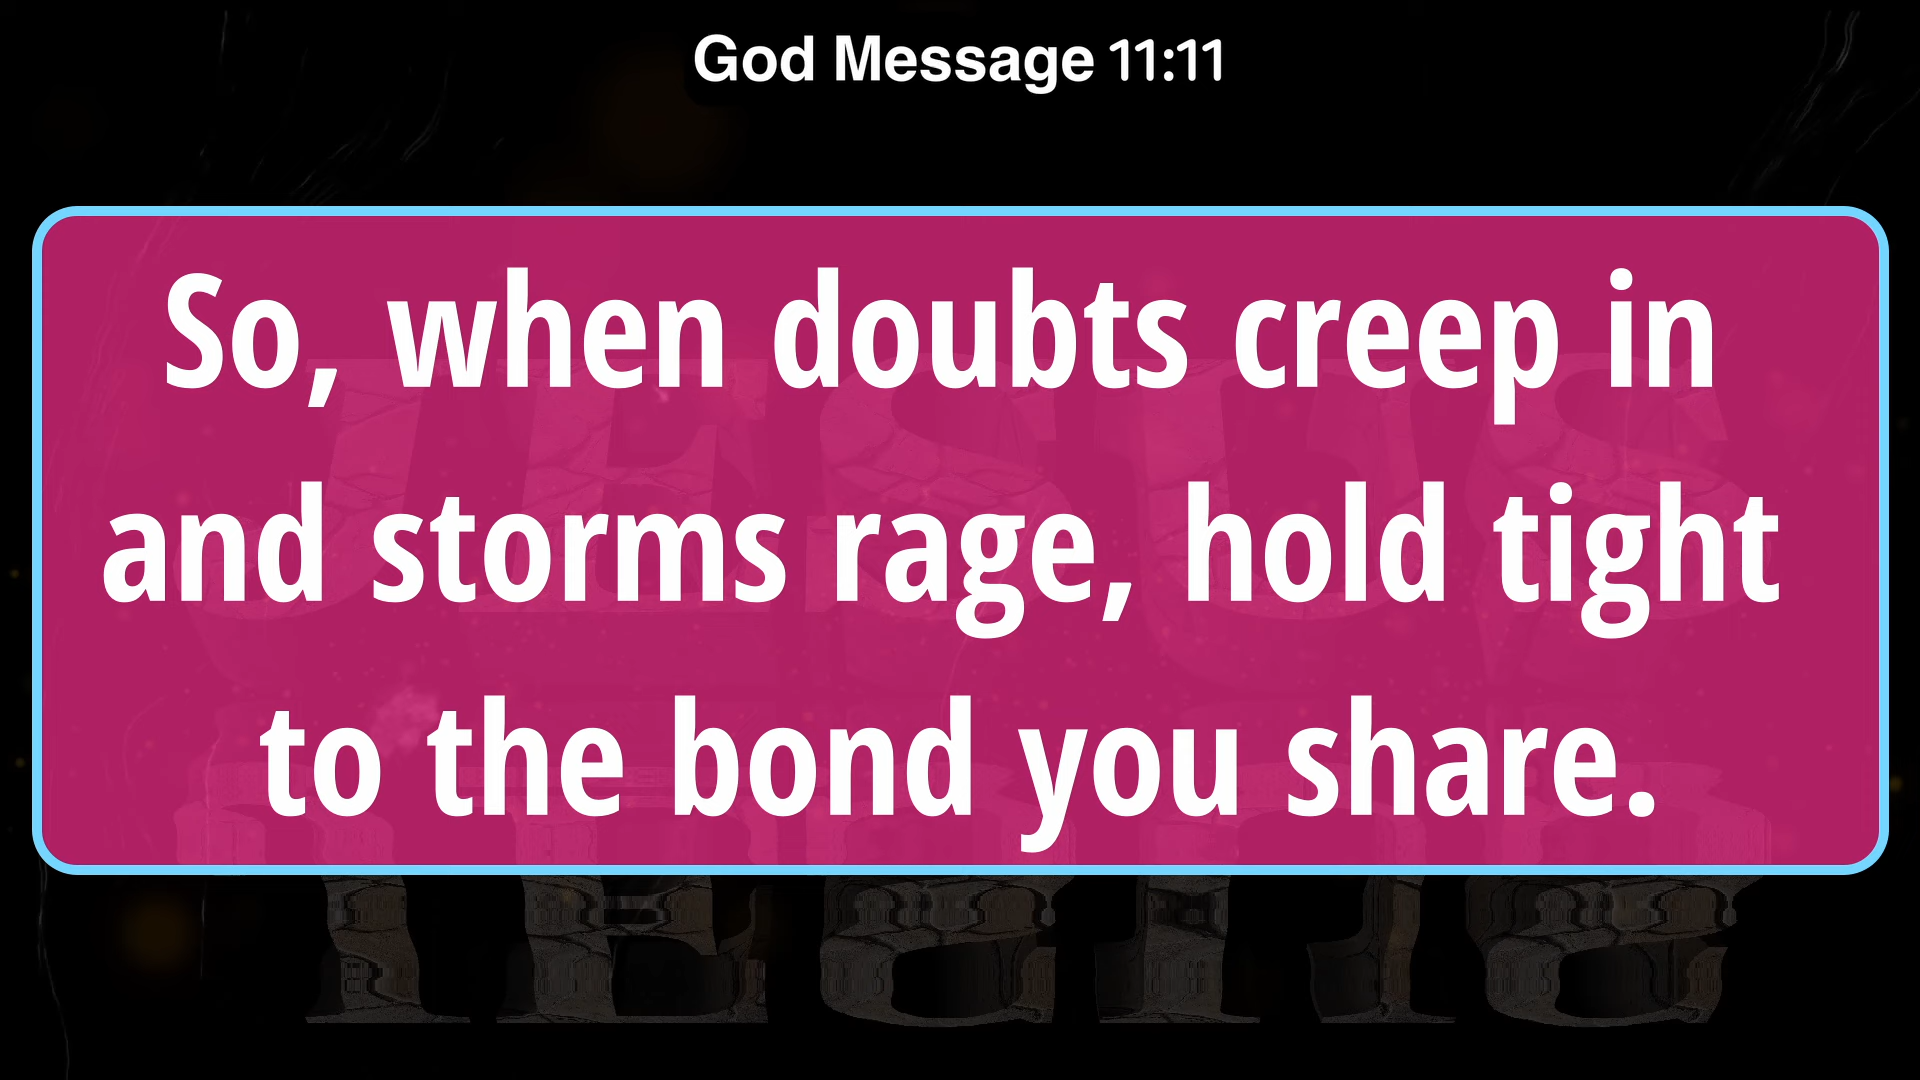 God Message 11:11
So, when doubts creep in
and storms rage, hold tight
to the bond you share.
JESUS